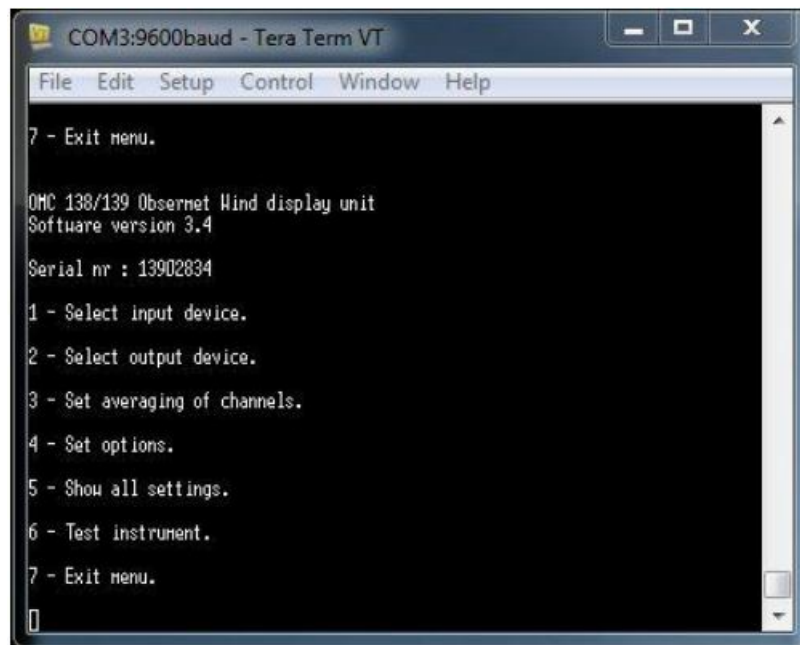 COM3:9600baud - Tera Term VT
File Edit Setup Control Window Help
7 - Exit menu.
OMC 138/139 Obsermet Wind display unit
Software version 3.4
Serial nr : 13902834
1 - Select input device.
2 - Select output device.
3 - Set averaging of channels.
4 - Set options.
5 - Show all settings.
6 - Test instrument.
7 - Exit menu.